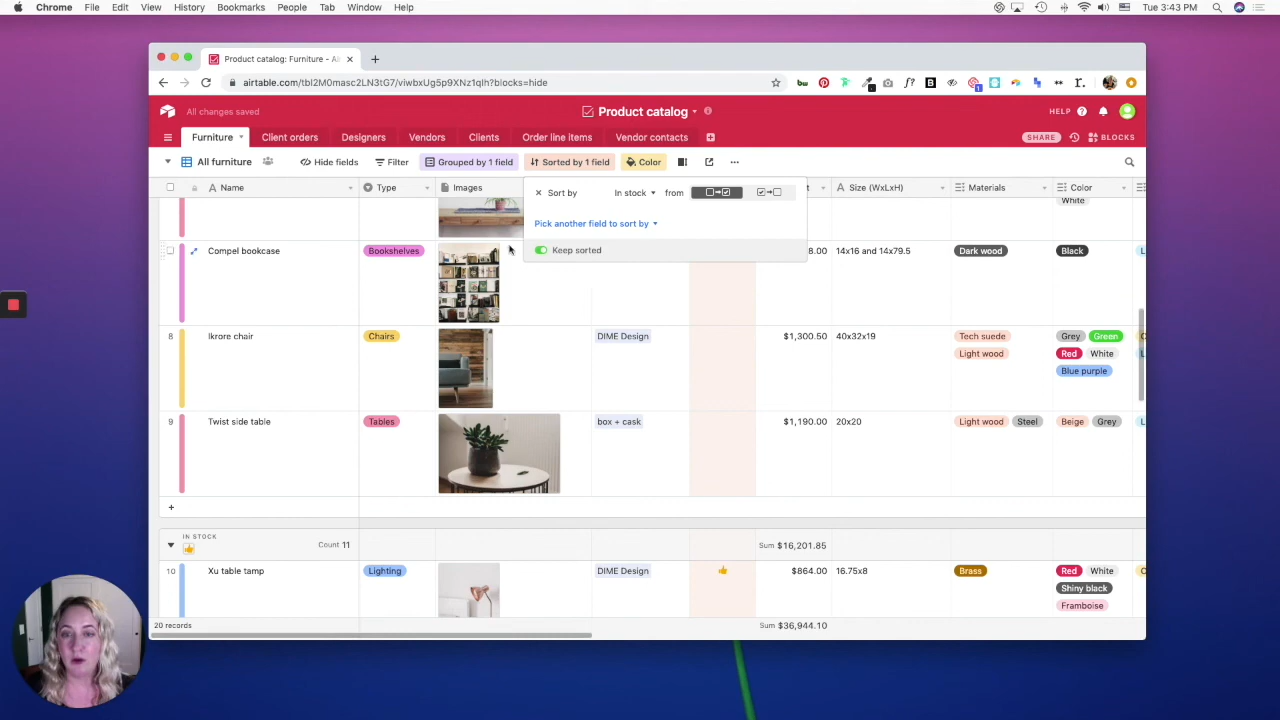 Chrome File Edit View History Bookmarks People Tab Window Help Tue 3:43 PM
Product catalog: Furniture - Ai
airtable.com/tbl2M0masc2LN3tG7/viwbxUg5p9XNz1qlh?blocks=hide
All changes saved Product catalog HELP
Furniture Client orders Designers Vendors Clients Order line items Vendor contacts SHARE BLOCKS
All furniture Hide fields Filter Grouped by 1 field Sorted by 1 field Color
Name Type Images Size (WxLxH) Materials Color
Sort by In stock from
Pick another field to sort by
Keep sorted
White
Compel bookcase Bookshelves 8.00 14x16 and 14x79.5 Dark wood Black
8 Ikrore chair Chairs DIME Design $1,300.50 40x32x19 Tech suede Grey Green
Light wood Red White
Blue purple
9 Twist side table Tables box + cask $1,190.00 20x20 Light wood Steel Beige Grey
+
IN STOCK
Count 11 Sum $16,201.85
10 Xu table tamp Lighting DIME Design $864.00 16.75x8 Brass Red White
Shiny black
Framboise
20 records Sum $36,944.10